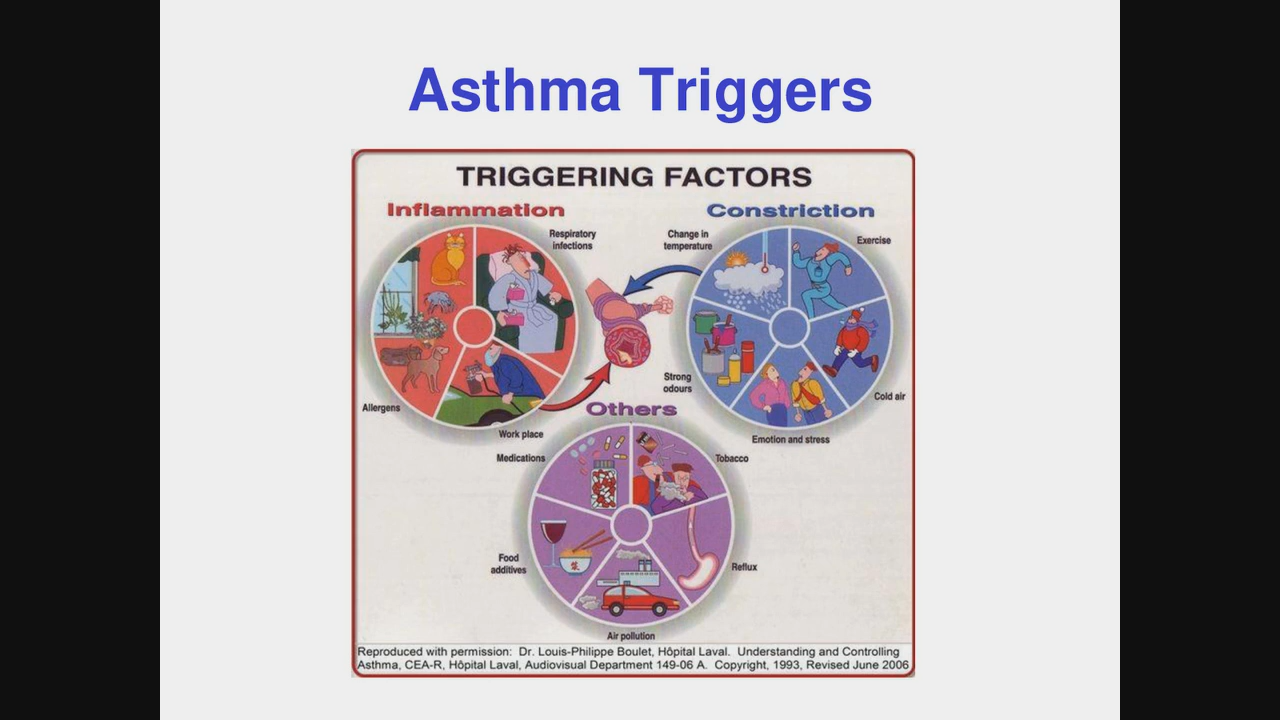 Asthma Triggers
TRIGGERING FACTORS
Inflammation
Constriction
Respiratory
infections
Change in
temperature
Exercise
Allergens
Work place
Strong
odours
Cold air
Emotion and stress
Others
Medications
Tobacco
Food
additives
Reflux
Air pollution
Reproduced with permission: Dr. Louis-Philippe Boulet, Hôpital Laval. Understanding and Controlling
Asthma, CEA-R, Hôpital Laval, Audiovisual Department 149-06 A. Copyright, 1993, Revised June 2006